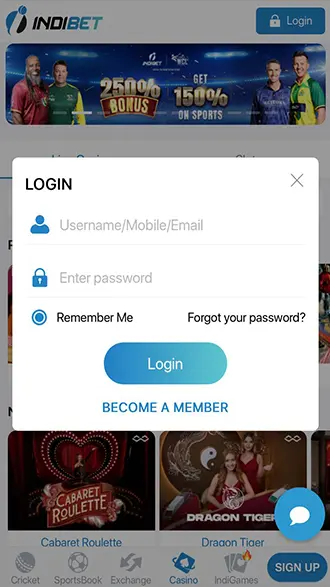 INDIBET
Login
INDIBET
250%
BONUS
GET
150%
ON SPORTS
LOGIN
Username/Mobile/Email
Enter password
Remember Me
Forgot your password?
Login
BECOME A MEMBER
CABARET
ROULETTE
DRAGON TIGER
Cabaret Roulette
Dragon Tiger
Cricket
SportsBook
Exchange
Casino
IndiGames
SIGN UP